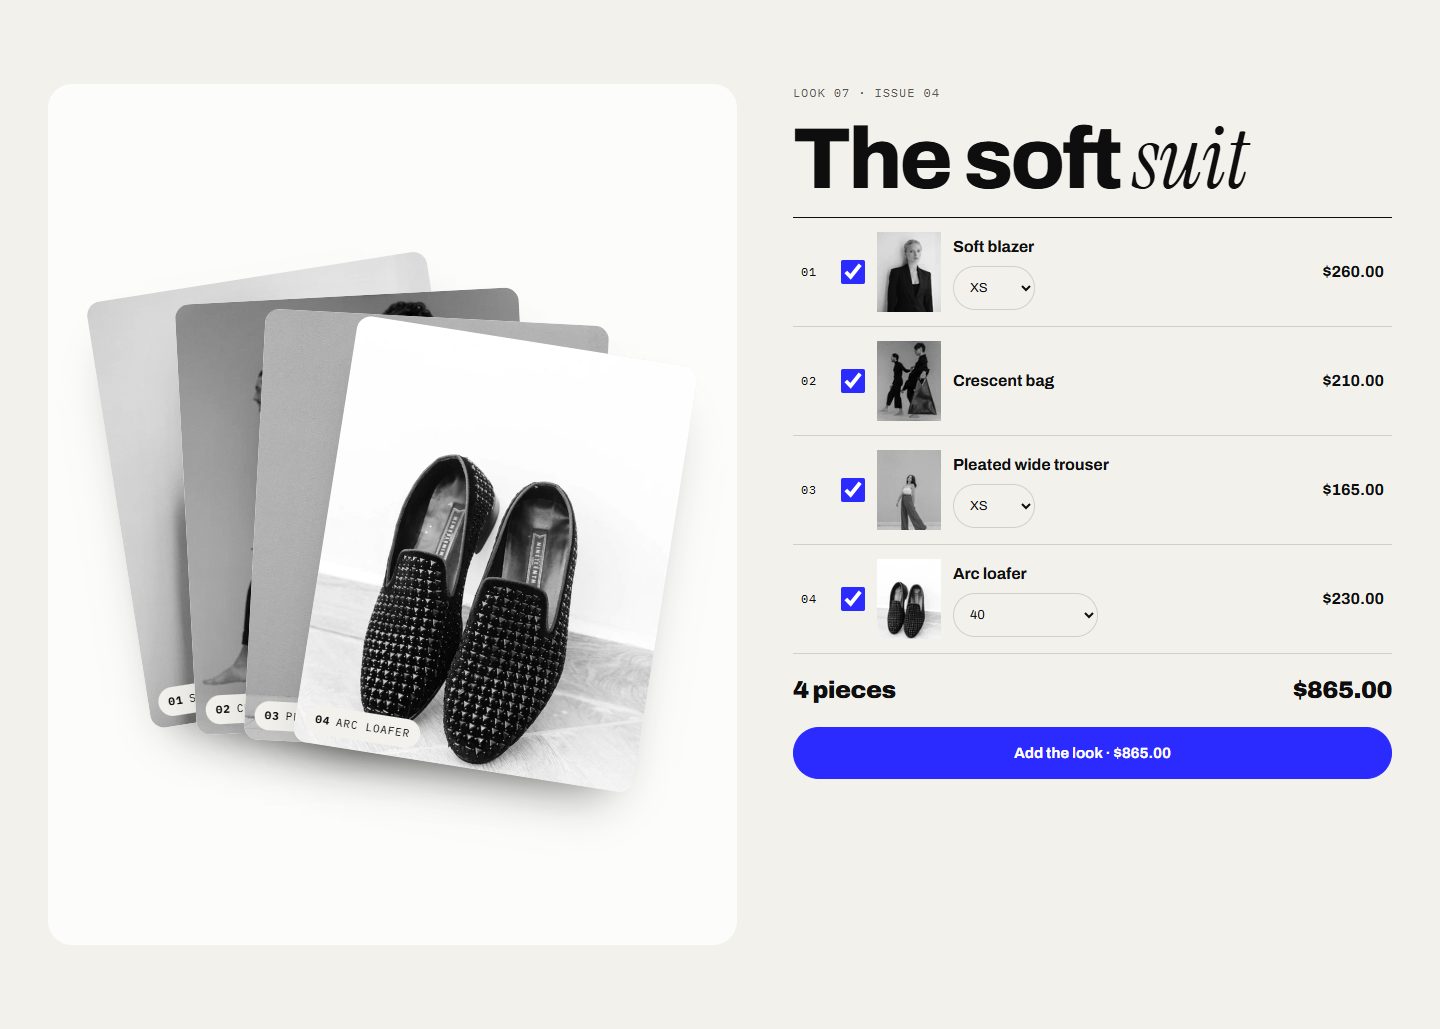 LOOK 07 · ISSUE 04
The soft suit
01 Soft blazer $260.00
XS
02 Crescent bag $210.00
03 Pleated wide trouser $165.00
XS
04 Arc loafer $230.00
40
4 pieces $865.00
Add the look · $865.00
01
02
03
04 ARC LOAFER